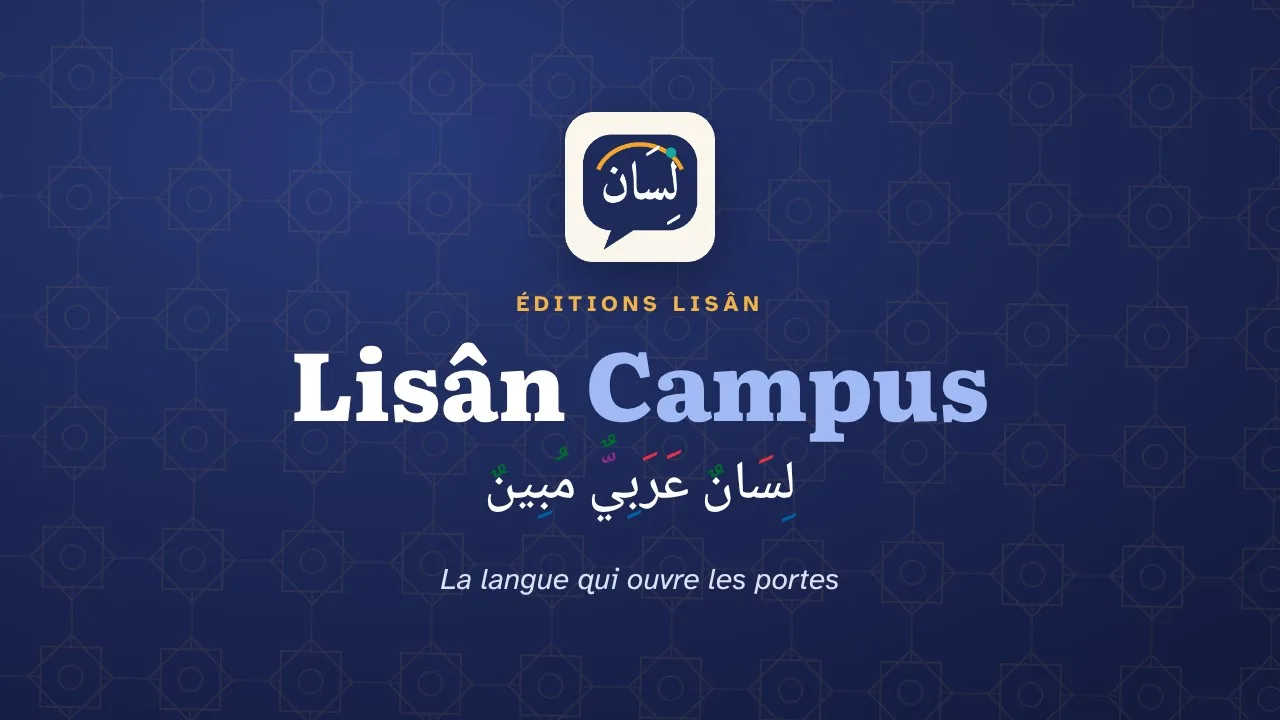 لِسَان
ÉDITIONS LISÂN
Lisân Campus
لِسَانٌ عَرَبِيٌّ مُبِينٌ
La langue qui ouvre les portes